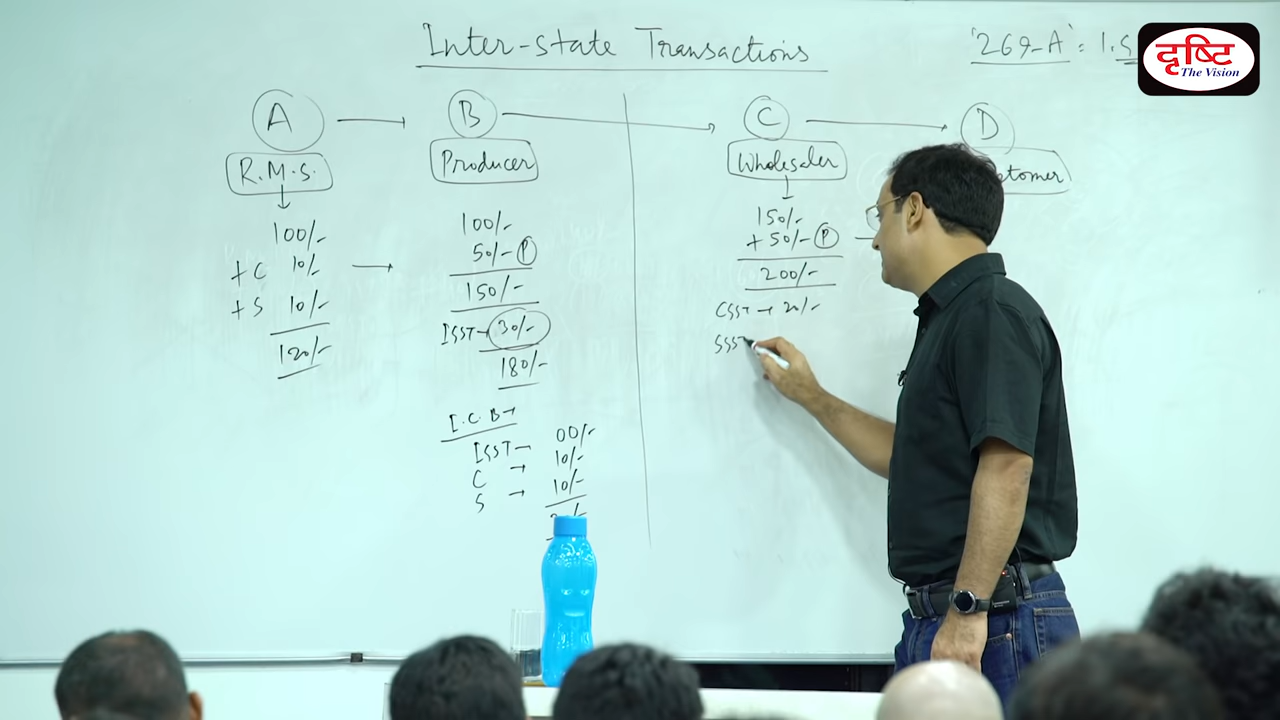 Inter-state Transactions
'269-A' : I.S
दृष्टि
The Vision
A
R.M.S.
100/-
+ C 10/-
+ S 10/-
120/-
B
Producer
100/-
50/- P
150/-
IGST→ 30/-
180/-
I.C.B→
IGST→ 00/-
C → 10/-
S → 10/-
C
Wholesaler
150/-
+ 50/- P
200/-
CGST → 20/-
SGST
D
tomer